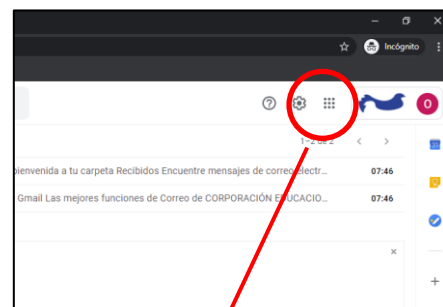 Incógnito
O
1–2 de 2
bienvenida a tu carpeta Recibidos Encuentre mensajes de correo electr... 07:46
Gmail Las mejores funciones de Correo de CORPORACIÓN EDUCACIO... 07:46